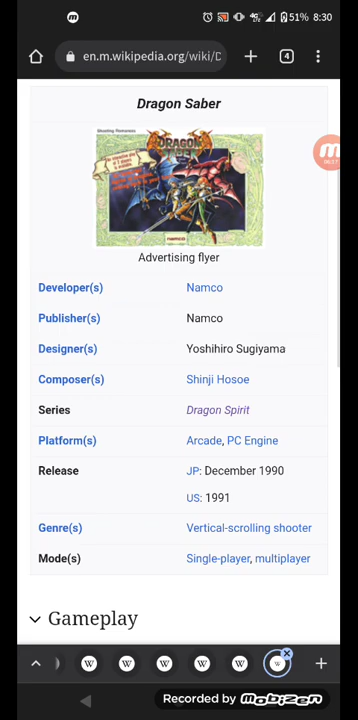 51% 8:30
en.m.wikipedia.org/wiki/D
4
Dragon Saber
DRAGON
namco
Advertising flyer
Developer(s) Namco
Publisher(s) Namco
Designer(s) Yoshihiro Sugiyama
Composer(s) Shinji Hosoe
Series Dragon Spirit
Platform(s) Arcade, PC Engine
Release JP: December 1990
US: 1991
Genre(s) Vertical-scrolling shooter
Mode(s) Single-player, multiplayer
Gameplay
W W W W W W
Recorded by Mobizen